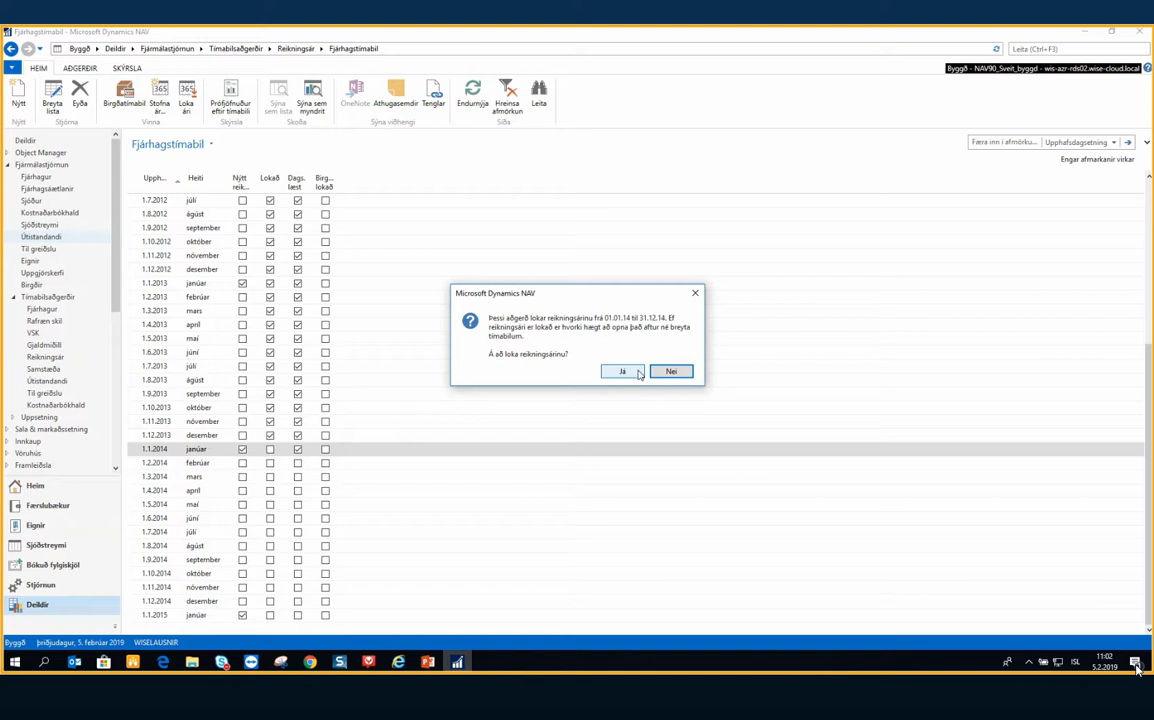 Fjárhagstímabil - Microsoft Dynamics NAV
Byggð
Deildir
Fjármálastjórnun
Tímabilsaðgerðir
Reikningsár
Fjárhagstímabil
Leita (Ctrl+F3)
HEIM
AÐGERÐIR
SKÝRSLA
Byggð - NAV90_Sveit_byggd - wis-azr-rds02.wise-cloud.local
Nýtt
Breyta lista
Eyða
Birgðatímabil
Stofna ár...
Loka ári
Prófjöfnuður eftir tímabili
Sýna sem lista
Sýna sem myndrit
OneNote
Athugasemdir
Tenglar
Endurnýja
Hreinsa afmörkun
Leita
Nýtt
Stjórna
Vinna
Skýrsla
Skoða
Sýna viðhengi
Síða
Deildir
Object Manager
Fjármálastjórnun
Fjárhagur
Fjárhagsáætlanir
Sjóður
Kostnaðarbókhald
Sjóðstreymi
Útistandandi
Til greiðslu
Eignir
Uppgjörskerfi
Birgðir
Tímabilsaðgerðir
Fjárhagur
Rafræn skil
VSK
Gjaldmiðill
Reikningsár
Samstæða
Útistandandi
Til greiðslu
Kostnaðarbókhald
Uppsetning
Sala & markaðssetning
Innkaup
Vöruhús
Framleiðsla
Heim
Færslubækur
Eignir
Sjóðstreymi
Bókuð fylgiskjöl
Stjórnun
Deildir
Fjárhagstímabil
Færa inn í afmörku...
Upphafsdagsetning
Engar afmarkanir virkar
Upph...
Heiti
Nýtt reik...
Lokað
Dags. læst
Birg... lokað
1.7.2012 júlí
1.8.2012 ágúst
1.9.2012 september
1.10.2012 október
1.11.2012 nóvember
1.12.2012 desember
1.1.2013 janúar
1.2.2013 febrúar
1.3.2013 mars
1.4.2013 apríl
1.5.2013 maí
1.6.2013 júní
1.7.2013 júlí
1.8.2013 ágúst
1.9.2013 september
1.10.2013 október
1.11.2013 nóvember
1.12.2013 desember
1.1.2014 janúar
1.2.2014 febrúar
1.3.2014 mars
1.4.2014 apríl
1.5.2014 maí
1.6.2014 júní
1.7.2014 júlí
1.8.2014 ágúst
1.9.2014 september
1.10.2014 október
1.11.2014 nóvember
1.12.2014 desember
1.1.2015 janúar
Microsoft Dynamics NAV
Þessi aðgerð lokar reikningsárinu frá 01.01.14 til 31.12.14. Ef
reikningsári er lokað er hvorki hægt að opna það aftur né breyta
tímabilum.
Á að loka reikningsárinu?
Já
Nei
Byggð
þriðjudagur, 5. febrúar 2019
WISELAUSNIR
ISL
11:02
5.2.2019